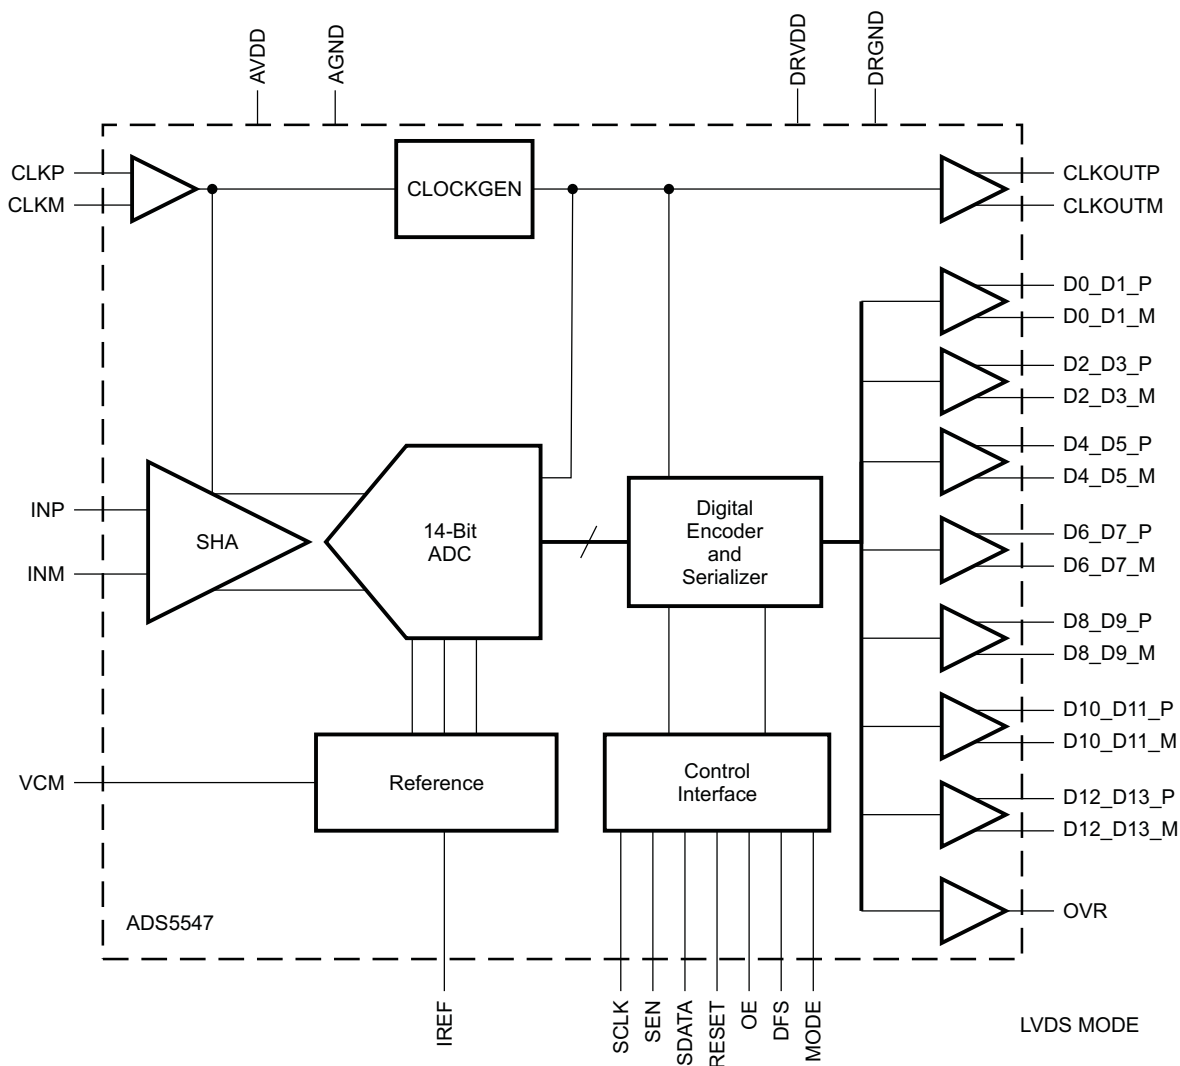 AVDD
AGND
DRVDD
DRGND
CLKP
CLKM
CLOCKGEN
CLKOUTP
CLKOUTM
D0_D1_P
D0_D1_M
D2_D3_P
D2_D3_M
D4_D5_P
D4_D5_M
INP
INM
SHA
14-Bit
ADC
Digital
Encoder
and
Serializer
D6_D7_P
D6_D7_M
D8_D9_P
D8_D9_M
D10_D11_P
D10_D11_M
VCM
Reference
Control
Interface
D12_D13_P
D12_D13_M
OVR
ADS5547
IREF
SCLK
SEN
SDATA
RESET
OE
DFS
MODE
LVDS MODE